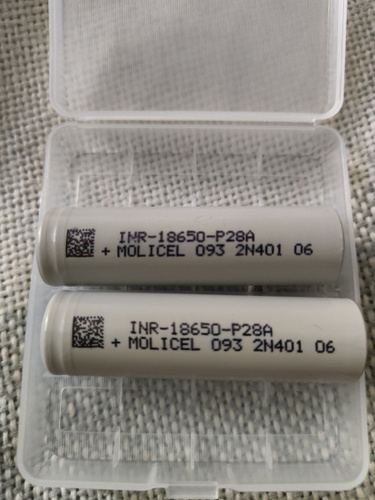 INR-18650-P28A
+ MOLICEL 093 2N401 06
INR-18650-P28A
+ MOLICEL 093 2N401 06